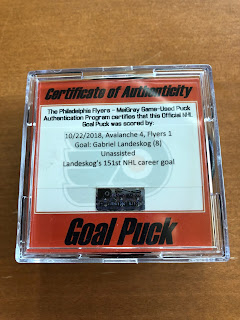 Certificate of Authenticity
The Philadelphia Flyers - MeiGray Game-Used Puck
Authentication Program certifies that this Official NHL
Goal Puck was scored by:
10/22/2018, Avalanche 4, Flyers 1
Goal: Gabriel Landeskog (8)
Unassisted
Landeskog's 151st NHL career goal
Goal Puck